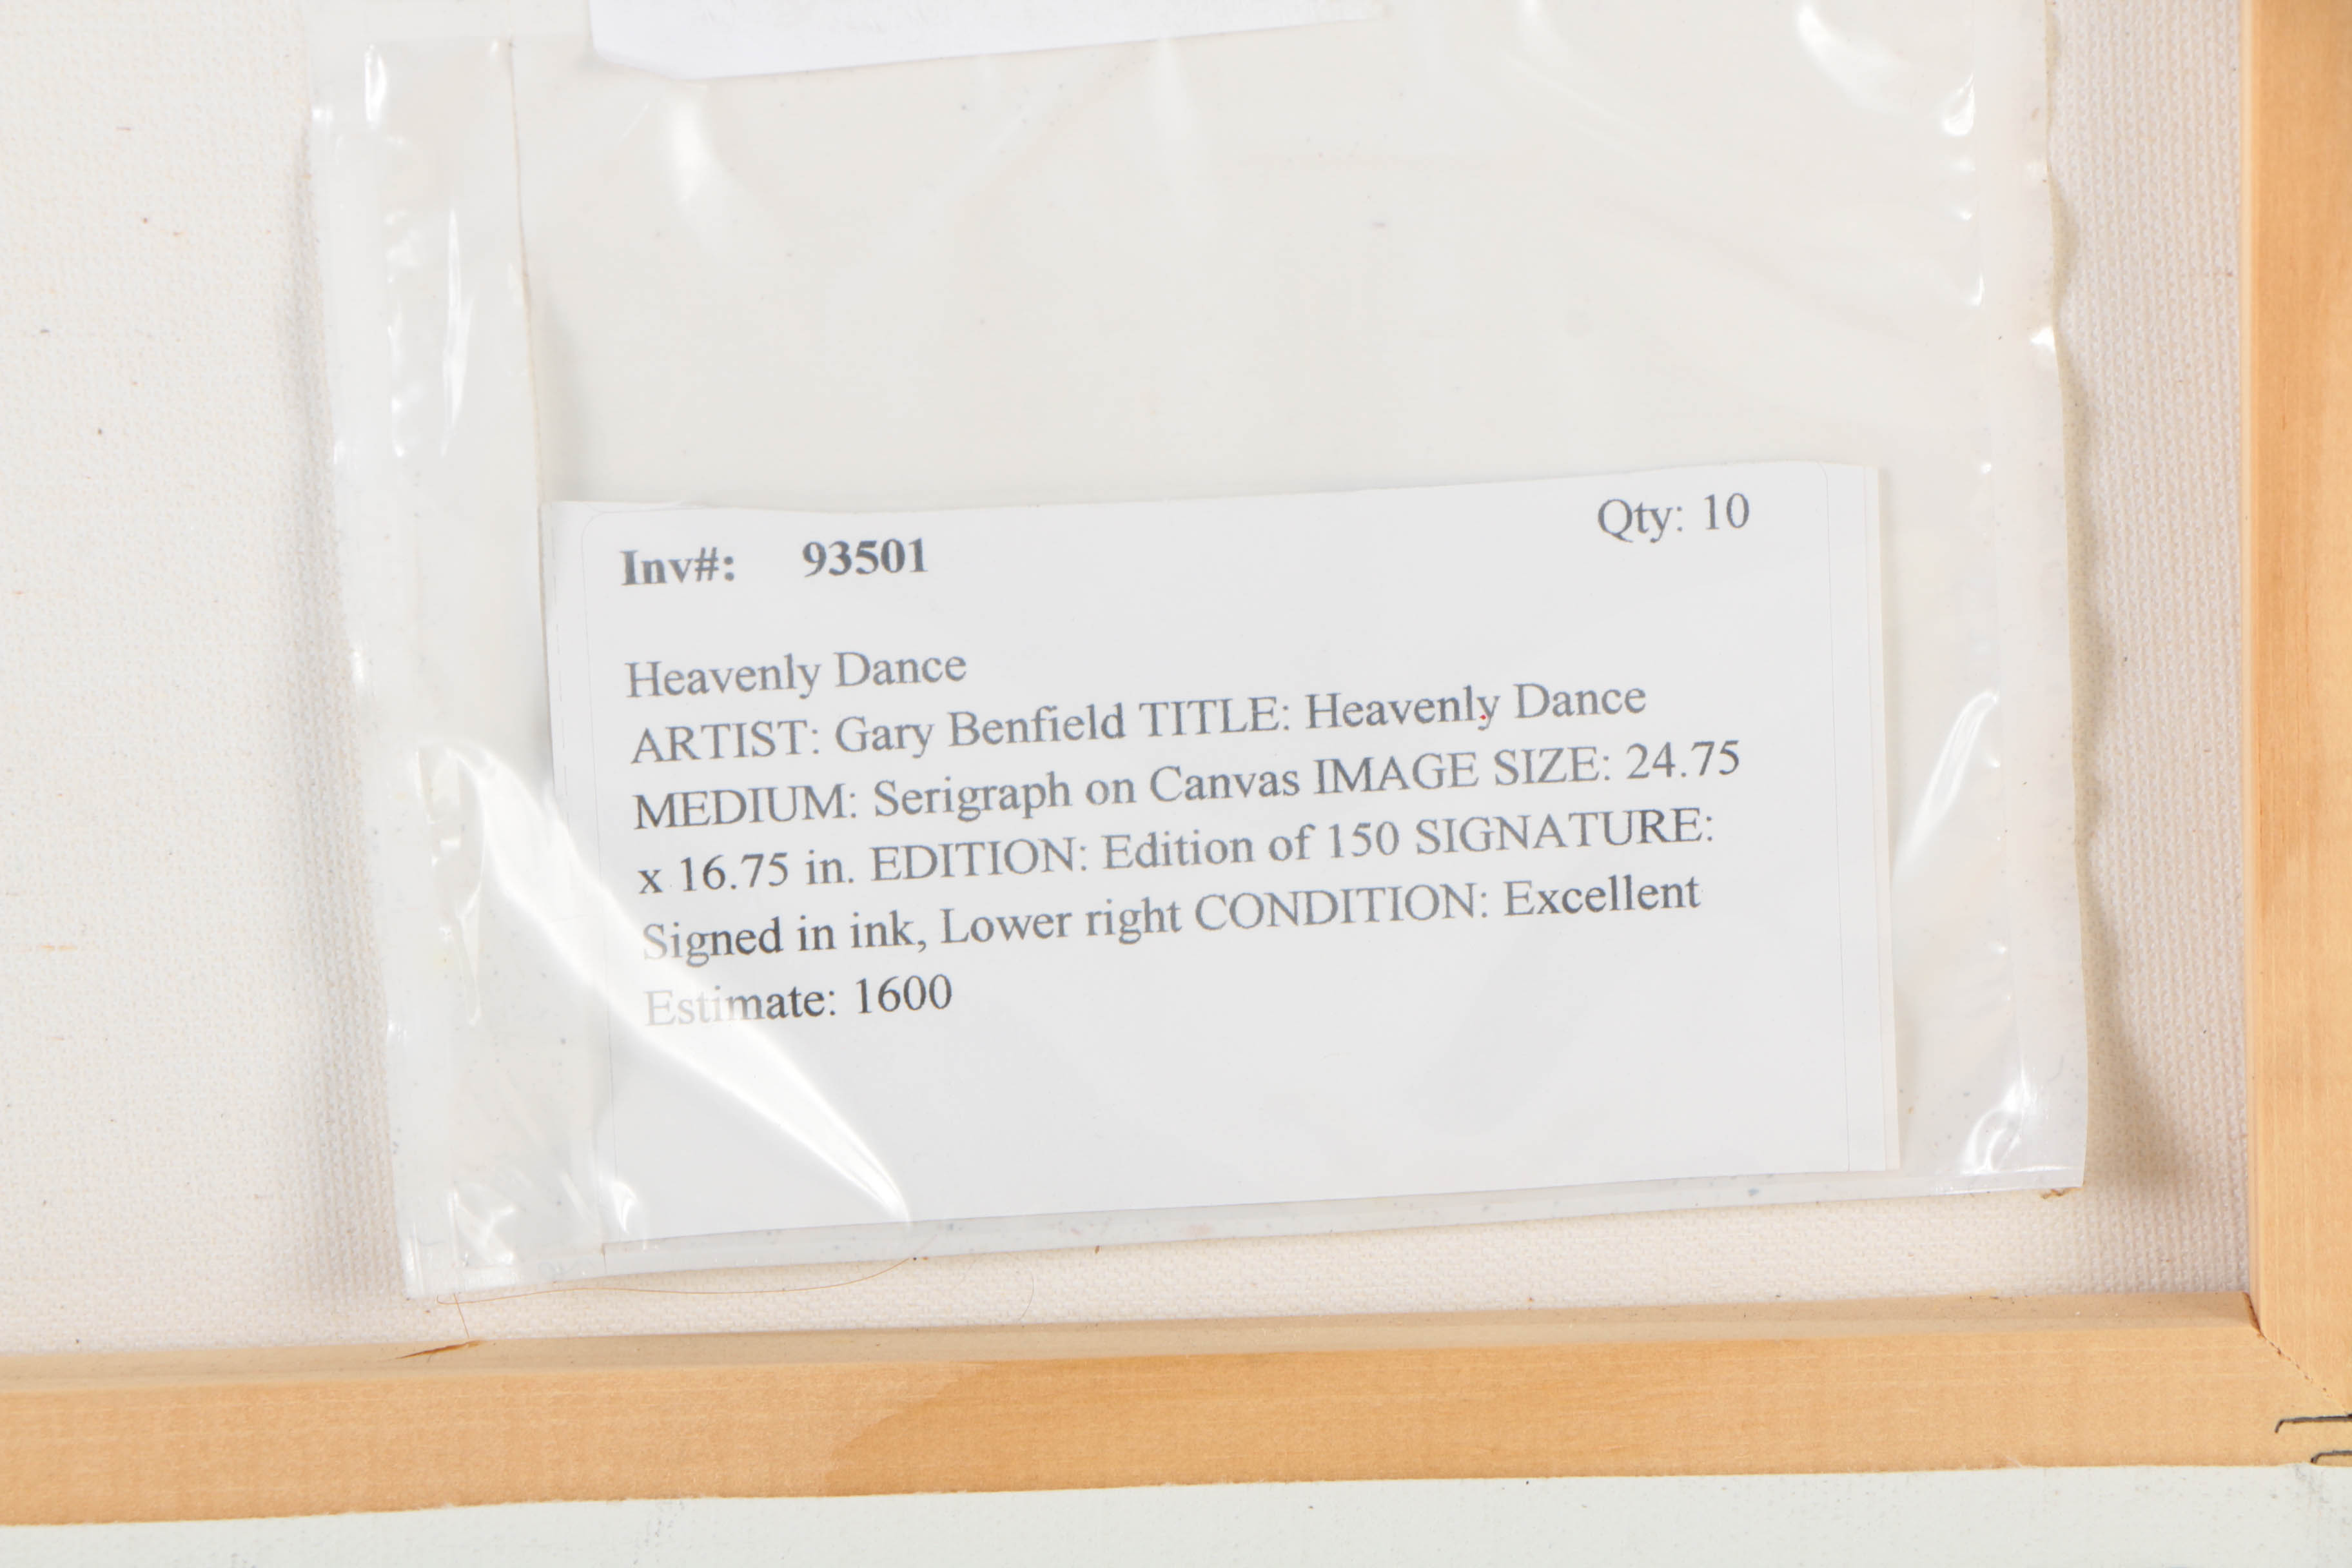 Qty: 10
Inv#: 93501
Heavenly Dance
ARTIST: Gary Benfield TITLE: Heavenly Dance
MEDIUM: Serigraph on Canvas IMAGE SIZE: 24.75
x 16.75 in. EDITION: Edition of 150 SIGNATURE:
Signed in ink, Lower right CONDITION: Excellent
Estimate: 1600